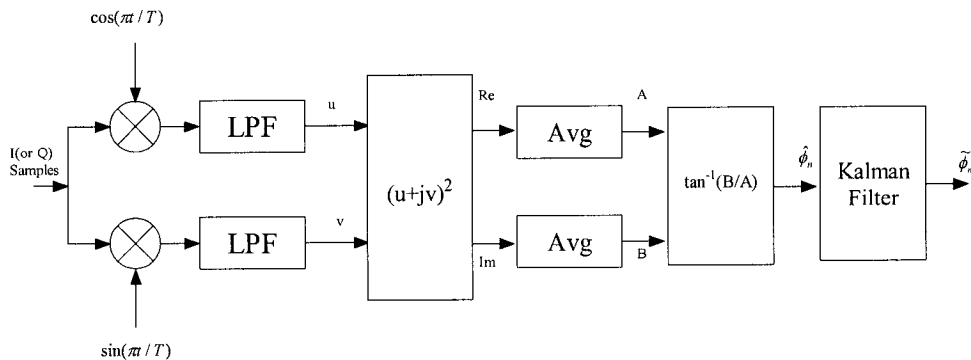 cos(πt / T)
I(or Q)
Samples
LPF
u
LPF
v
(u+jv)²
Re
Im
Avg
Avg
A
B
tan⁻¹(B/A)
φ̂ₙ
Kalman
Filter
φ̃ₙ
sin(πt / T)